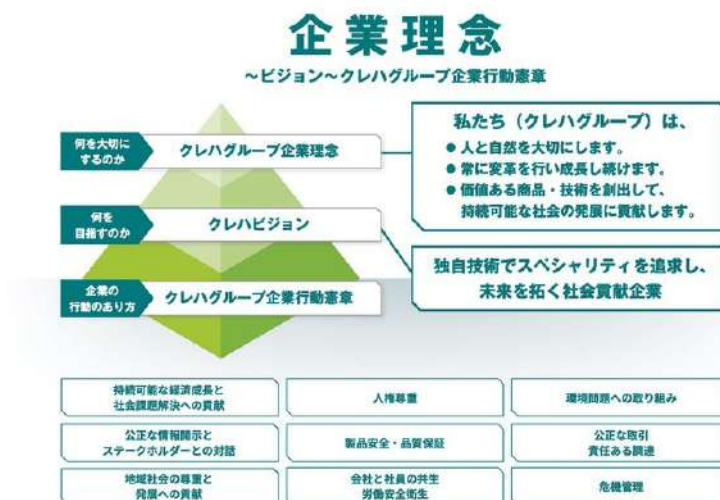 企業理念
～ビジョン～クレハグループ企業行動憲章
何を大切に
するのか
クレハグループ企業理念
私たち（クレハグループ）は、
● 人と自然を大切にします。
● 常に変革を行い成長し続けます。
● 価値ある商品・技術を創出して、
持続可能な社会の発展に貢献します。
何を
目指すのか
クレハビジョン
独自技術でスペシャリティを追求し、
未来を拓く社会貢献企業
企業の
行動のあり方
クレハグループ企業行動憲章
持続可能な経済成長と
社会課題解決への貢献
人権尊重
環境問題への取り組み
公正な情報開示と
ステークホルダーとの対話
製品安全・品質保証
公正な取引
責任ある調達
地域社会の尊重と
発展への貢献
会社と社員の共生
労働安全衛生
危機管理